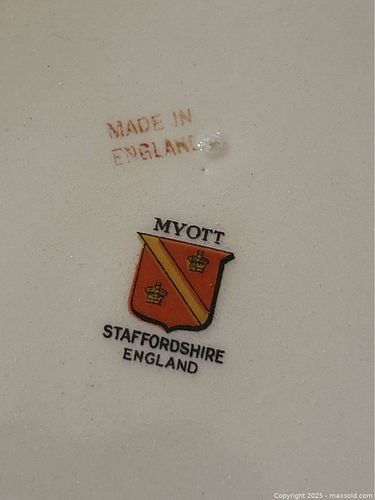 MADE IN
ENGLAND
MYOTT
STAFFORDSHIRE
ENGLAND
Copyright 2025 - maxsold.com